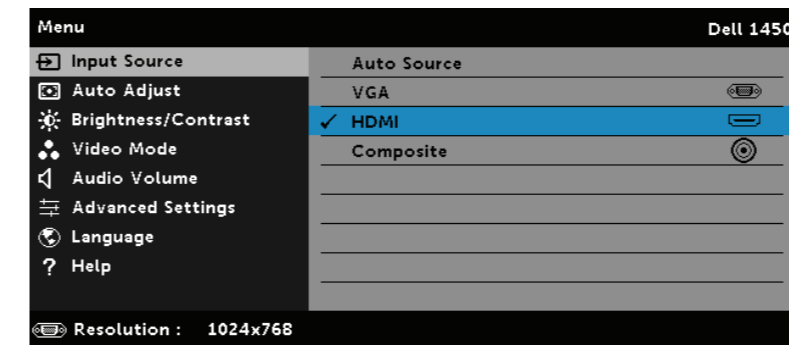 Menu Dell 1450
Input Source
Auto Adjust
Brightness/Contrast
Video Mode
Audio Volume
Advanced Settings
Language
? Help
Auto Source
VGA
✓ HDMI
Composite
Resolution : 1024x768